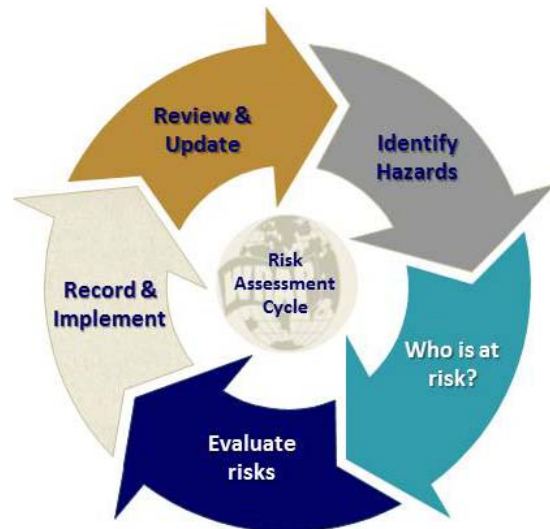 Review &
Update
Identify
Hazards
Risk
Assessment
Cycle
Record &
Implement
Who is at
risk?
Evaluate
risks